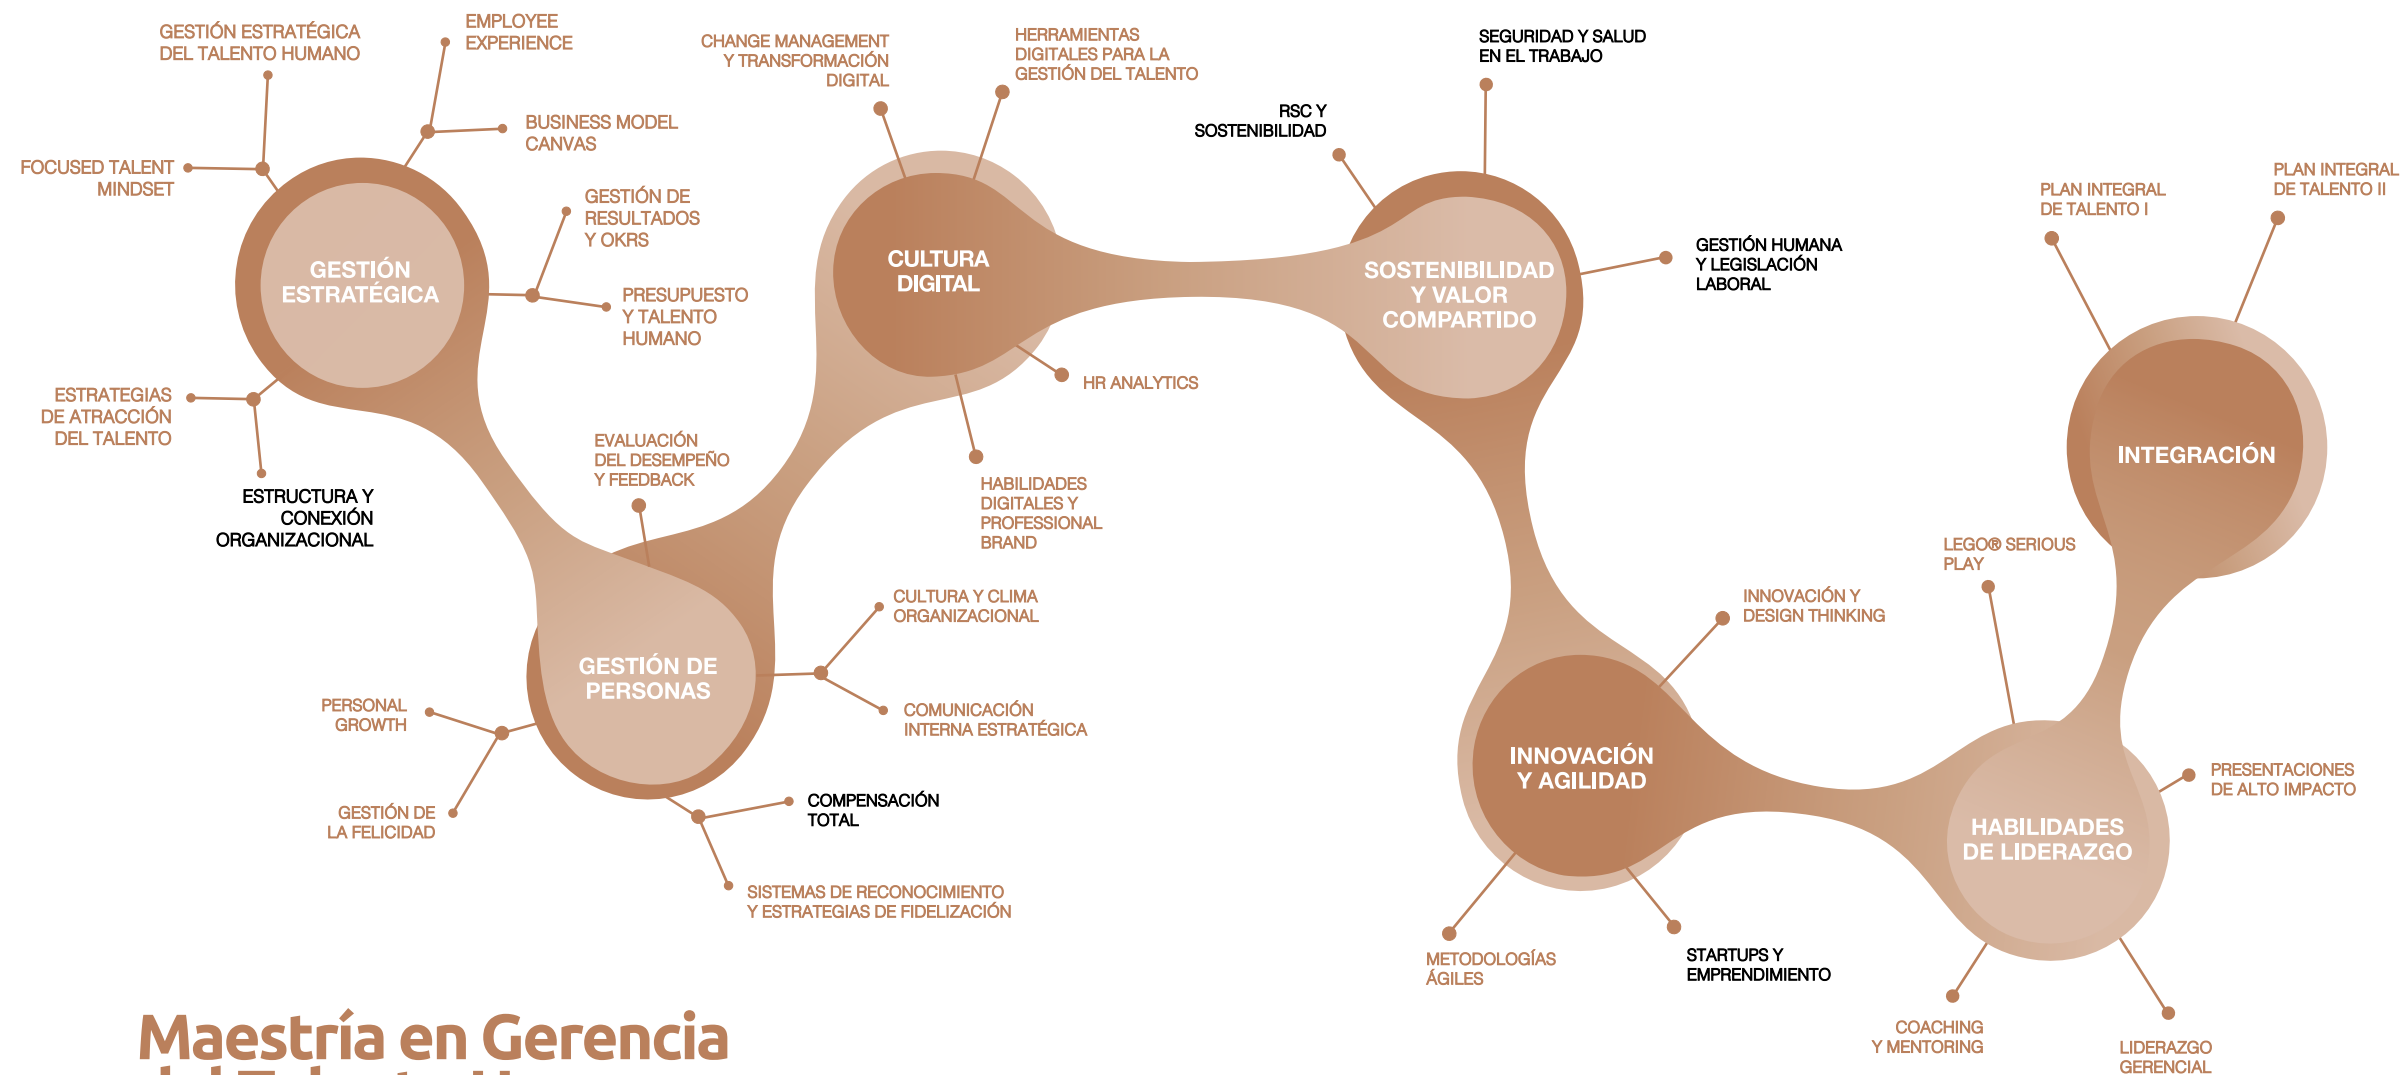 GESTIÓN ESTRATÉGICA
DEL TALENTO HUMANO
EMPLOYEE
EXPERIENCE
FOCUSED TALENT
MINDSET
BUSINESS MODEL
CANVAS
GESTIÓN DE
RESULTADOS
Y OKRS
GESTIÓN
ESTRATÉGICA
PRESUPUESTO
Y TALENTO
HUMANO
ESTRATEGIAS
DE ATRACCIÓN
DEL TALENTO
ESTRUCTURA Y
CONEXIÓN
ORGANIZACIONAL
EVALUACIÓN
DEL DESEMPEÑO
Y FEEDBACK
CULTURA Y CLIMA
ORGANIZACIONAL
GESTIÓN DE
PERSONAS
COMUNICACIÓN
INTERNA ESTRATÉGICA
PERSONAL
GROWTH
GESTIÓN DE
LA FELICIDAD
COMPENSACIÓN
TOTAL
SISTEMAS DE RECONOCIMIENTO
Y ESTRATEGIAS DE FIDELIZACIÓN
CHANGE MANAGEMENT
Y TRANSFORMACIÓN
DIGITAL
HERRAMIENTAS
DIGITALES PARA LA
GESTIÓN DEL TALENTO
CULTURA
DIGITAL
HR ANALYTICS
HABILIDADES
DIGITALES Y
PROFESSIONAL
BRAND
RSC Y
SOSTENIBILIDAD
SEGURIDAD Y SALUD
EN EL TRABAJO
GESTIÓN HUMANA
Y LEGISLACIÓN
LABORAL
SOSTENIBILIDAD
Y VALOR
COMPARTIDO
INNOVACIÓN Y
DESIGN THINKING
INNOVACIÓN
Y AGILIDAD
METODOLOGÍAS
ÁGILES
STARTUPS Y
EMPRENDIMIENTO
LEGO® SERIOUS
PLAY
PRESENTACIONES
DE ALTO IMPACTO
HABILIDADES
DE LIDERAZGO
COACHING
Y MENTORING
LIDERAZGO
GERENCIAL
PLAN INTEGRAL
DE TALENTO I
PLAN INTEGRAL
DE TALENTO II
INTEGRACIÓN
Maestría en Gerencia